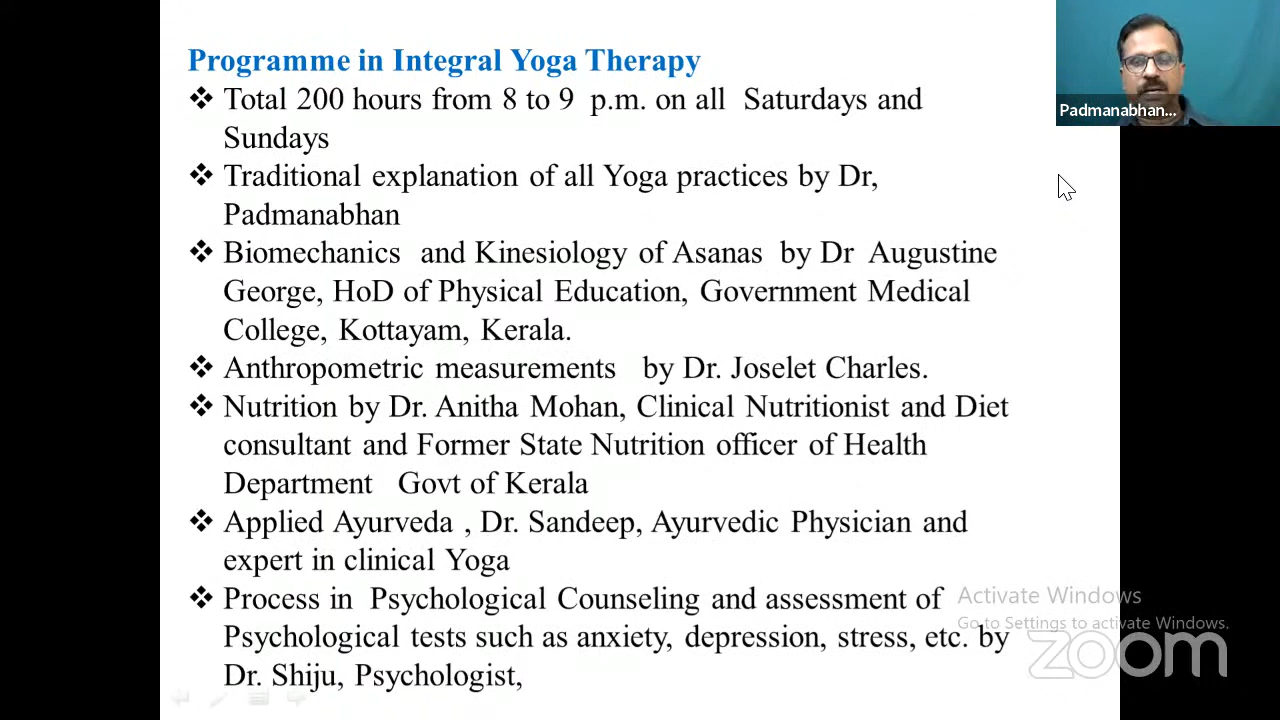 Programme in Integral Yoga Therapy
❖ Total 200 hours from 8 to 9 p.m. on all Saturdays and
Sundays
❖ Traditional explanation of all Yoga practices by Dr,
Padmanabhan
❖ Biomechanics and Kinesiology of Asanas by Dr Augustine
George, HoD of Physical Education, Government Medical
College, Kottayam, Kerala.
❖ Anthropometric measurements by Dr. Joselet Charles.
❖ Nutrition by Dr. Anitha Mohan, Clinical Nutritionist and Diet
consultant and Former State Nutrition officer of Health
Department Govt of Kerala
❖ Applied Ayurveda , Dr. Sandeep, Ayurvedic Physician and
expert in clinical Yoga
❖ Process in Psychological Counseling and assessment of
Psychological tests such as anxiety, depression, stress, etc. by
Dr. Shiju, Psychologist,
Padmanabhan...
Activate Windows
Go to Settings to activate Windows.
zoom